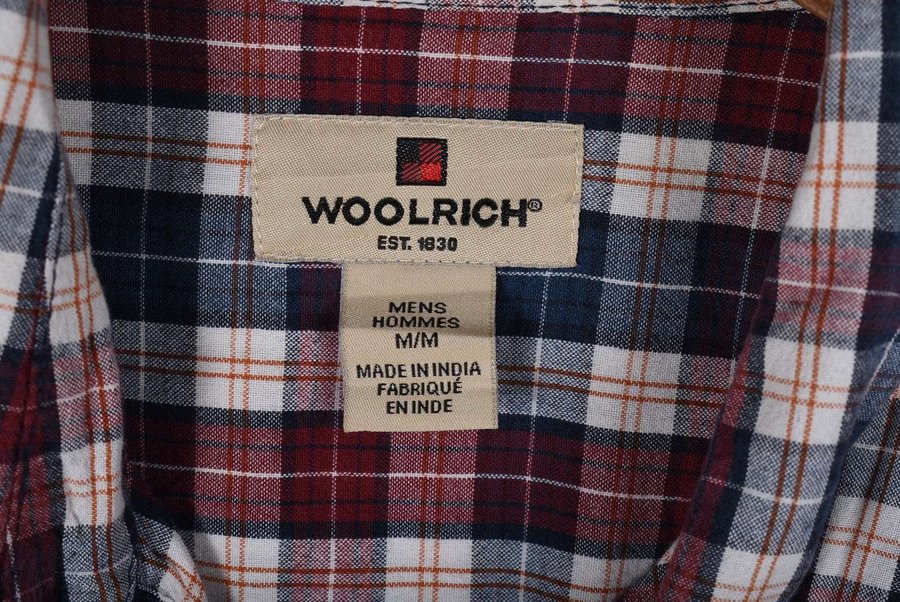 WOOLRICH®
EST. 1830
MENS
HOMMES
M/M
MADE IN INDIA
FABRIQUÉ
EN INDE